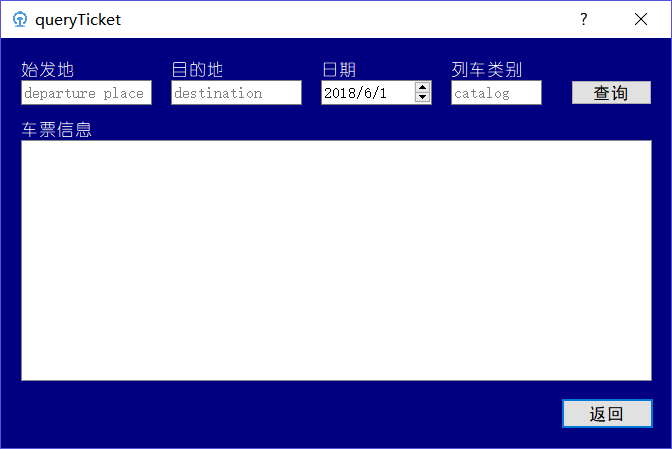 queryTicket
始发地 目的地 日期 列车类别
departure place destination 2018/6/1 catalog 查询
车票信息
返回